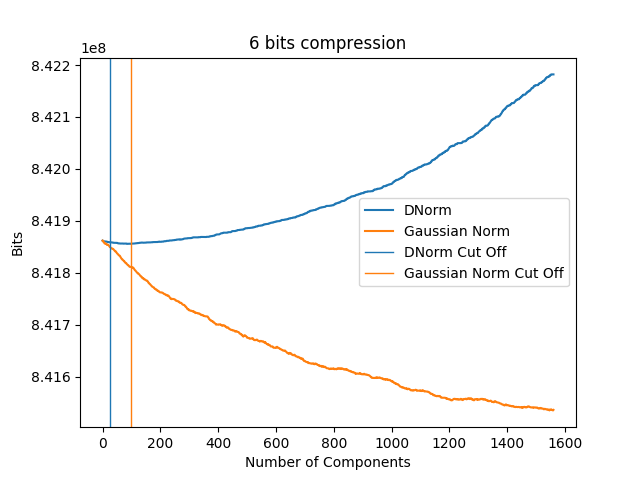 6 bits compression
1e8
8.422
8.421
8.420
8.419
8.418
8.417
8.416
Bits
DNorm
Gaussian Norm
DNorm Cut Off
Gaussian Norm Cut Off
0 200 400 600 800 1000 1200 1400 1600
Number of Components